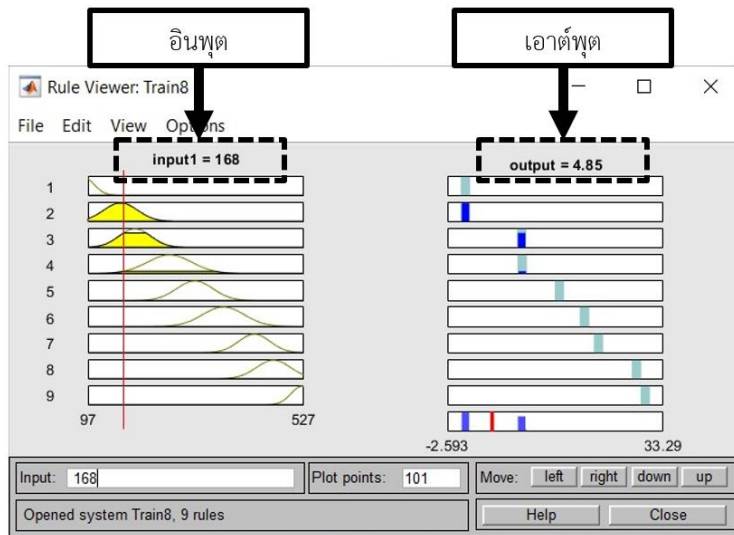 อินพุต
เอาต์พุต
Rule Viewer: Train8
File Edit View Options
input1 = 168
output = 4.85
1
2
3
4
5
6
7
8
9
97
527
-2.593
33.29
Input: 168
Plot points: 101
Move: left right down up
Opened system Train8, 9 rules
Help
Close